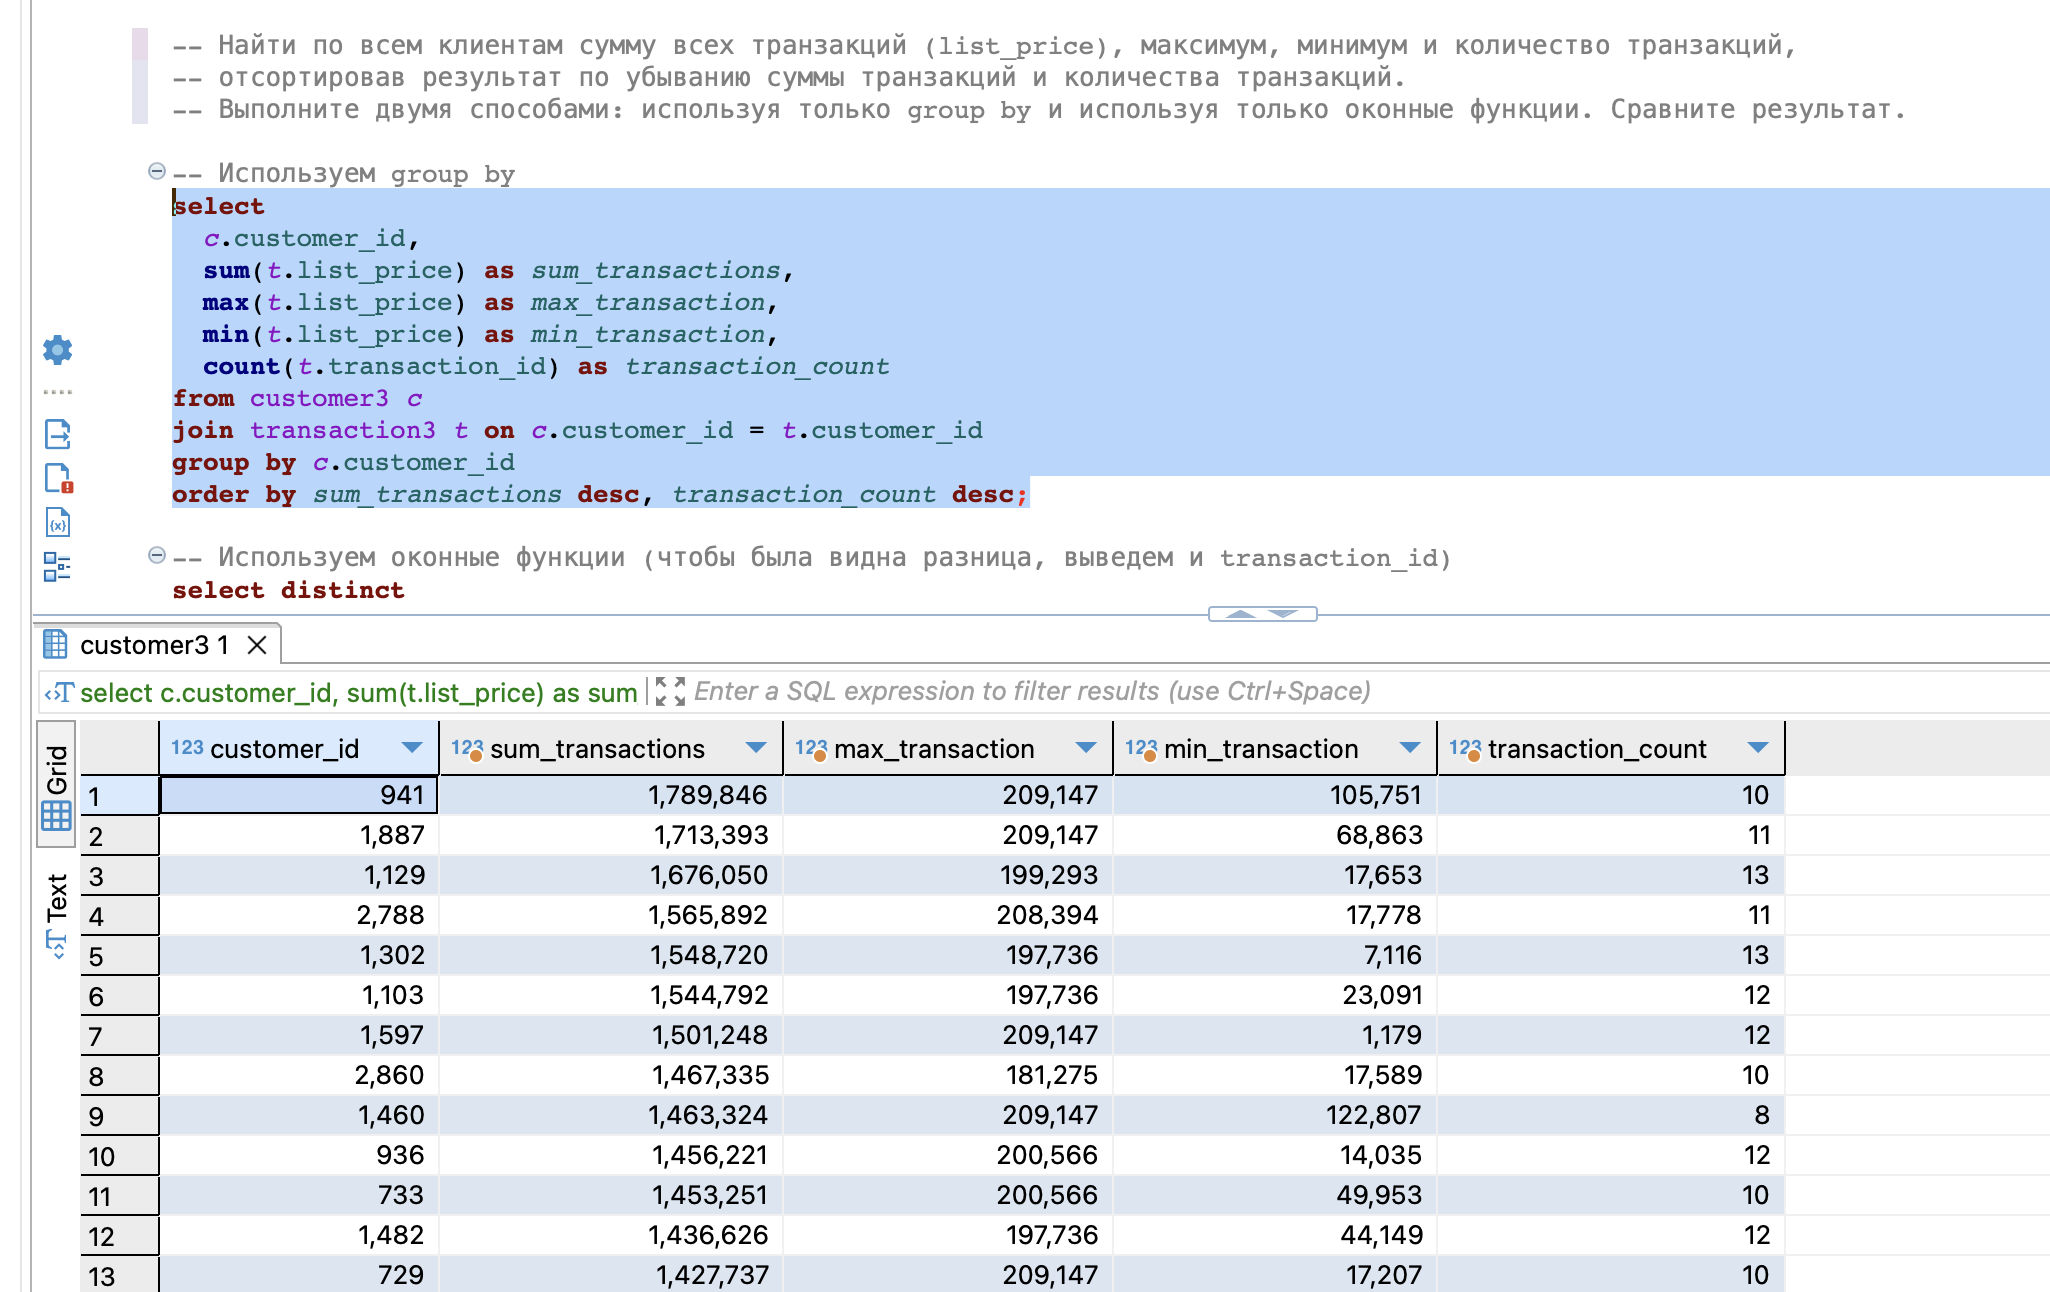 -- Найти по всем клиентам сумму всех транзакций (list_price), максимум, минимум и количество транзакций,
-- отсортировав результат по убыванию суммы транзакций и количества транзакций.
-- Выполните двумя способами: используя только group by и используя только оконные функции. Сравните результат.
-- Используем group by
select
c.customer_id,
sum(t.list_price) as sum_transactions,
max(t.list_price) as max_transaction,
min(t.list_price) as min_transaction,
count(t.transaction_id) as transaction_count
from customer3 c
join transaction3 t on c.customer_id = t.customer_id
group by c.customer_id
order by sum_transactions desc, transaction_count desc;
-- Используем оконные функции (чтобы была видна разница, выведем и transaction_id)
select distinct
customer3 1
select c.customer_id, sum(t.list_price) as sum Enter a SQL expression to filter results (use Ctrl+Space)
Grid
Text
123 customer_id 123 sum_transactions 123 max_transaction 123 min_transaction 123 transaction_count
1 941 1,789,846 209,147 105,751 10
2 1,887 1,713,393 209,147 68,863 11
3 1,129 1,676,050 199,293 17,653 13
4 2,788 1,565,892 208,394 17,778 11
5 1,302 1,548,720 197,736 7,116 13
6 1,103 1,544,792 197,736 23,091 12
7 1,597 1,501,248 209,147 1,179 12
8 2,860 1,467,335 181,275 17,589 10
9 1,460 1,463,324 209,147 122,807 8
10 936 1,456,221 200,566 14,035 12
11 733 1,453,251 200,566 49,953 10
12 1,482 1,436,626 197,736 44,149 12
13 729 1,427,737 209,147 17,207 10